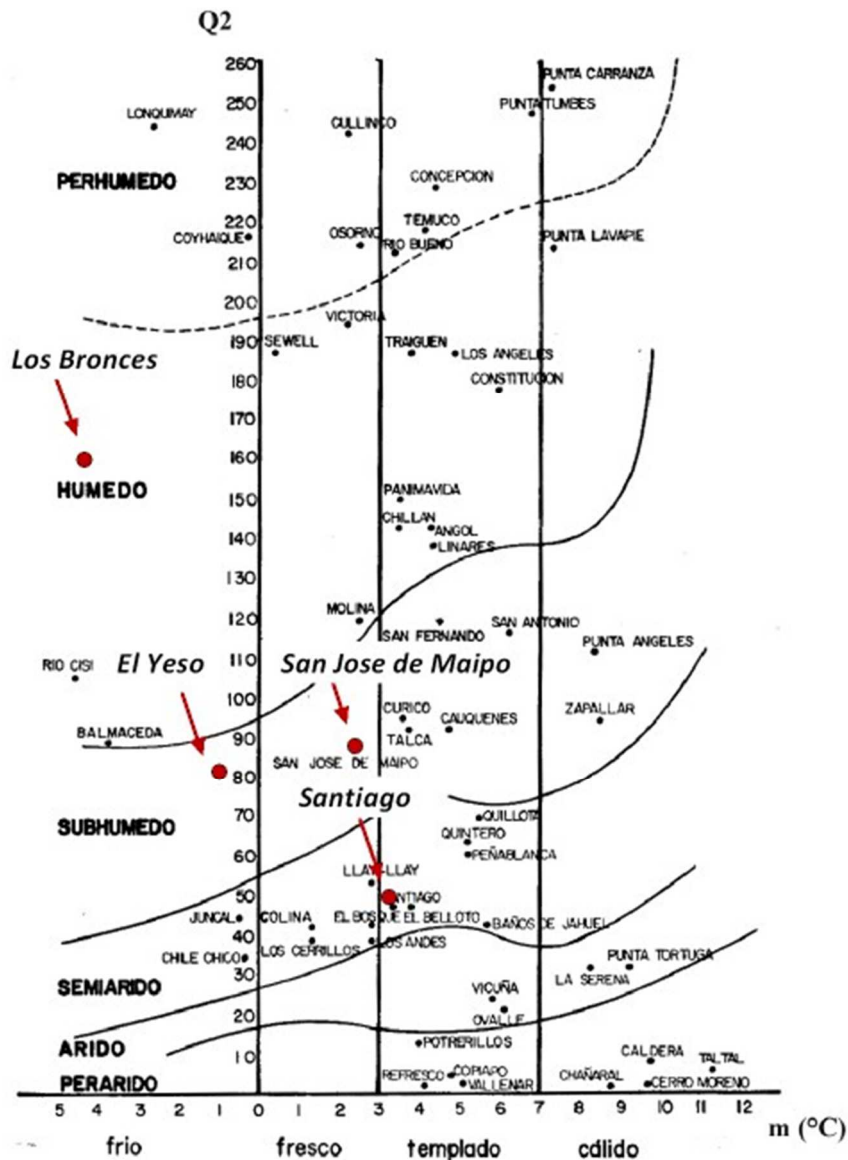 Q2
260
PUNTA CARRANZA
250
LONQUIMAY
PUNTA TUMBES
CULLINCO
240
PERHUMEDO
230
CONCEPCION
220
TEMUCO
COYHAIQUE
OSORNO
RIO BUENO
PUNTA LAVAPIE
210
200
VICTORIA
190
SEWELL
TRAIGUEN
LOS ANGELES
Los Bronces
180
CONSTITUCION
170
160
HUMEDO
PANIMAVIDA
150
CHILLAN
ANGOL
140
LINARES
130
MOLINA
120
SAN FERNANDO
SAN ANTONIO
PUNTA ANGELES
110
RIO CISI
El Yeso
San Jose de Maipo
100
CURICO
CAUQUENES
ZAPALLAR
BALMACEDA
TALCA
90
SAN JOSE DE MAIPO
80
Santiago
SUBHUMEDO
70
QUILLOTA
QUINTERO
60
PEÑABLANCA
LLAY-LLAY
50
NTIAGO
JUNCAL
COLINA
EL BOSQUE
EL BELLOTO
BAÑOS DE JAHUEL
40
CHILE CHICO
LOS CERRILLOS
LOS ANDES
PUNTA TORTUGA
30
LA SERENA
SEMIARIDO
VICUÑA
20
OVALLE
ARIDO
POTRERILLOS
10
CALDERA
TALTAL
PERARIDO
REFRESCO
COPIAPO
VALLENAR
CHAÑARAL
CERRO MORENO
5 4 3 2 1 0 1 2 3 4 5 6 7 8 9 10 11 12
m (°C)
frio fresco templado cálido